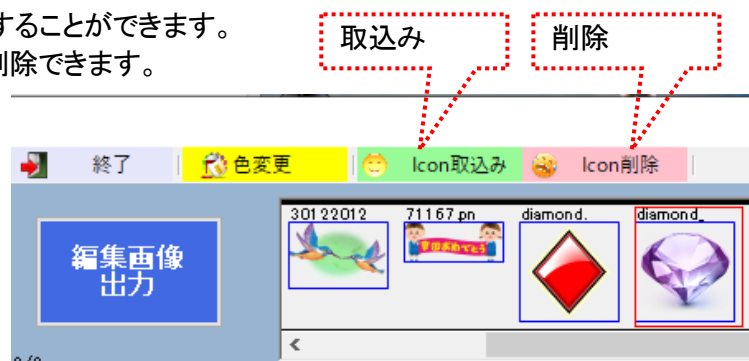 することができます。
削除できます。
取込み
削除
終了
色変更
Icon取込み
Icon削除
30122012
71167.pn
diamond.
diamond_
編集画像
出力